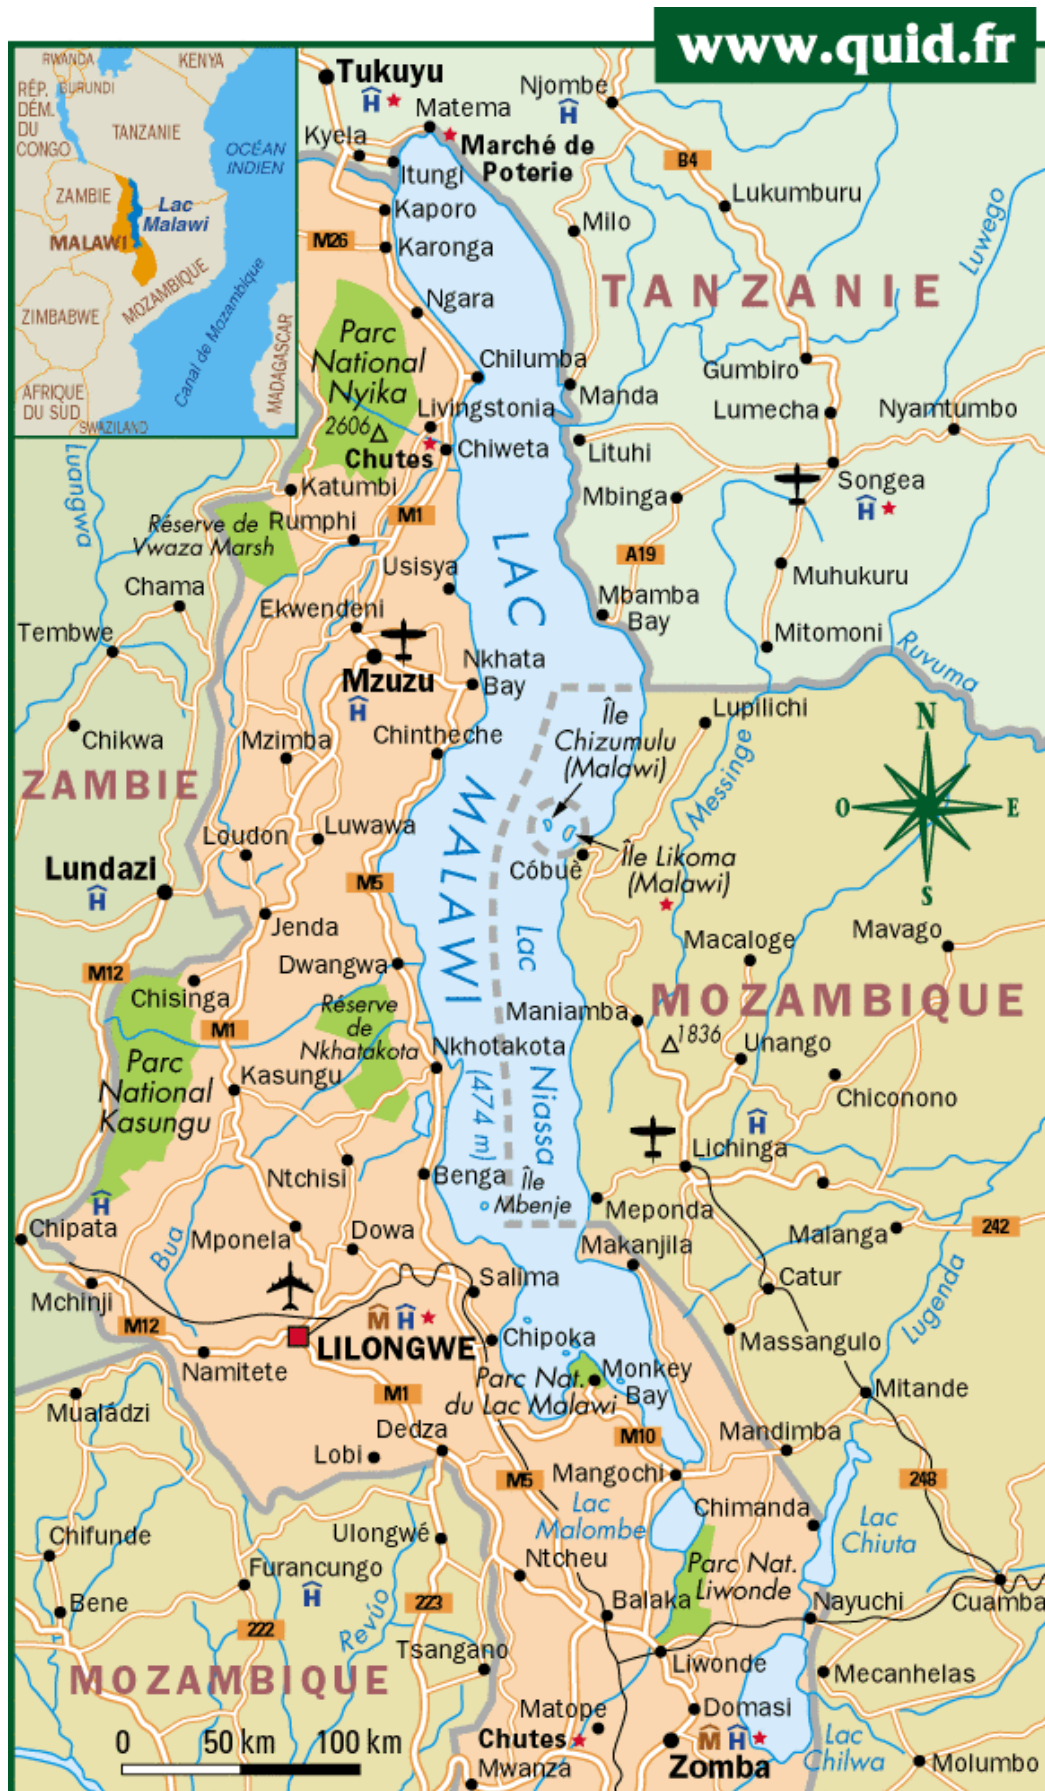 www.quid.fr
RWANDA
KENYA
RÉP.
DÉM.
DU
CONGO
BURUNDI
TANZANIE
OCÉAN
INDIEN
ZAMBIE
Lac
Malawi
MALAWI
MOZAMBIQUE
ZIMBABWE
Canal de Mozambique
MADAGASCAR
AFRIQUE
DU SUD
SWAZILAND
Tukuyu
H
Njombe
H
Matema
Marché de
Poterie
Kyela
Itungi
B4
Lukumburu
Kaporo
Milo
M26
Karonga
Luwego
TANZANIE
Ngara
Parc
National
Nyika
2606
Chilumba
Gumbiro
Manda
Livingstonia
Lumecha
Nyamtumbo
Chutes
Chiweta
Lituhi
Luangwa
Katumbi
Mbinga
Songea
H
Réserve de
Vwaza Marsh
Rumphi
M1
LAC
A19
Usisya
Chama
Muhukuru
Ekwendeni
Mbamba
Bay
Tembwe
Mitomoni
Ruvuma
Mzuzu
H
Nkhata
Bay
Île
Chizumulu
(Malawi)
Lupilichi
N
Chikwa
Mzimba
Chintheche
Messinge
ZAMBIE
MALAWI
O
E
S
Loudon
Luwawa
Île Likoma
(Malawi)
Cóbuè
Lundazi
H
M5
Jenda
Lac
Macaloge
Mavago
Dwangwa
M12
Chisinga
Réserve
de
Nkhatakota
Maniamba
MOZAMBIQUE
M1
1836
Unango
Nkhotakota
Parc
National
Kasungu
Kasungu
(474 m)
Niassa
Chiconono
H
Lichinga
Ntchisi
Benga
Île
Mbenje
H
Meponda
Chipata
Bua
Mponela
Dowa
Makanjila
Malanga
242
Mchinji
Salima
Catur
Lugenda
M12
M H
LILONGWE
Chipoka
Massangulo
Namitete
Parc Nat.
du Lac Malawi
Monkey
Bay
M1
Mitande
Mualádzi
Dedza
M10
Mandimba
Lobi
M5
Mangochi
248
Lac
Malombe
Chimanda
Lac
Chiuta
Chifunde
Ulongwé
Ntcheu
Parc Nat.
Liwonde
Furancungo
H
Bene
223
Balaka
Nayuchi
Cuamba
222
Revúo
Tsangano
Liwonde
Mecanhelas
MOZAMBIQUE
Matope
Domasi
0 50 km 100 km
Chutes
M H
Zomba
Lac
Chilwa
Mwanza
Molumbo